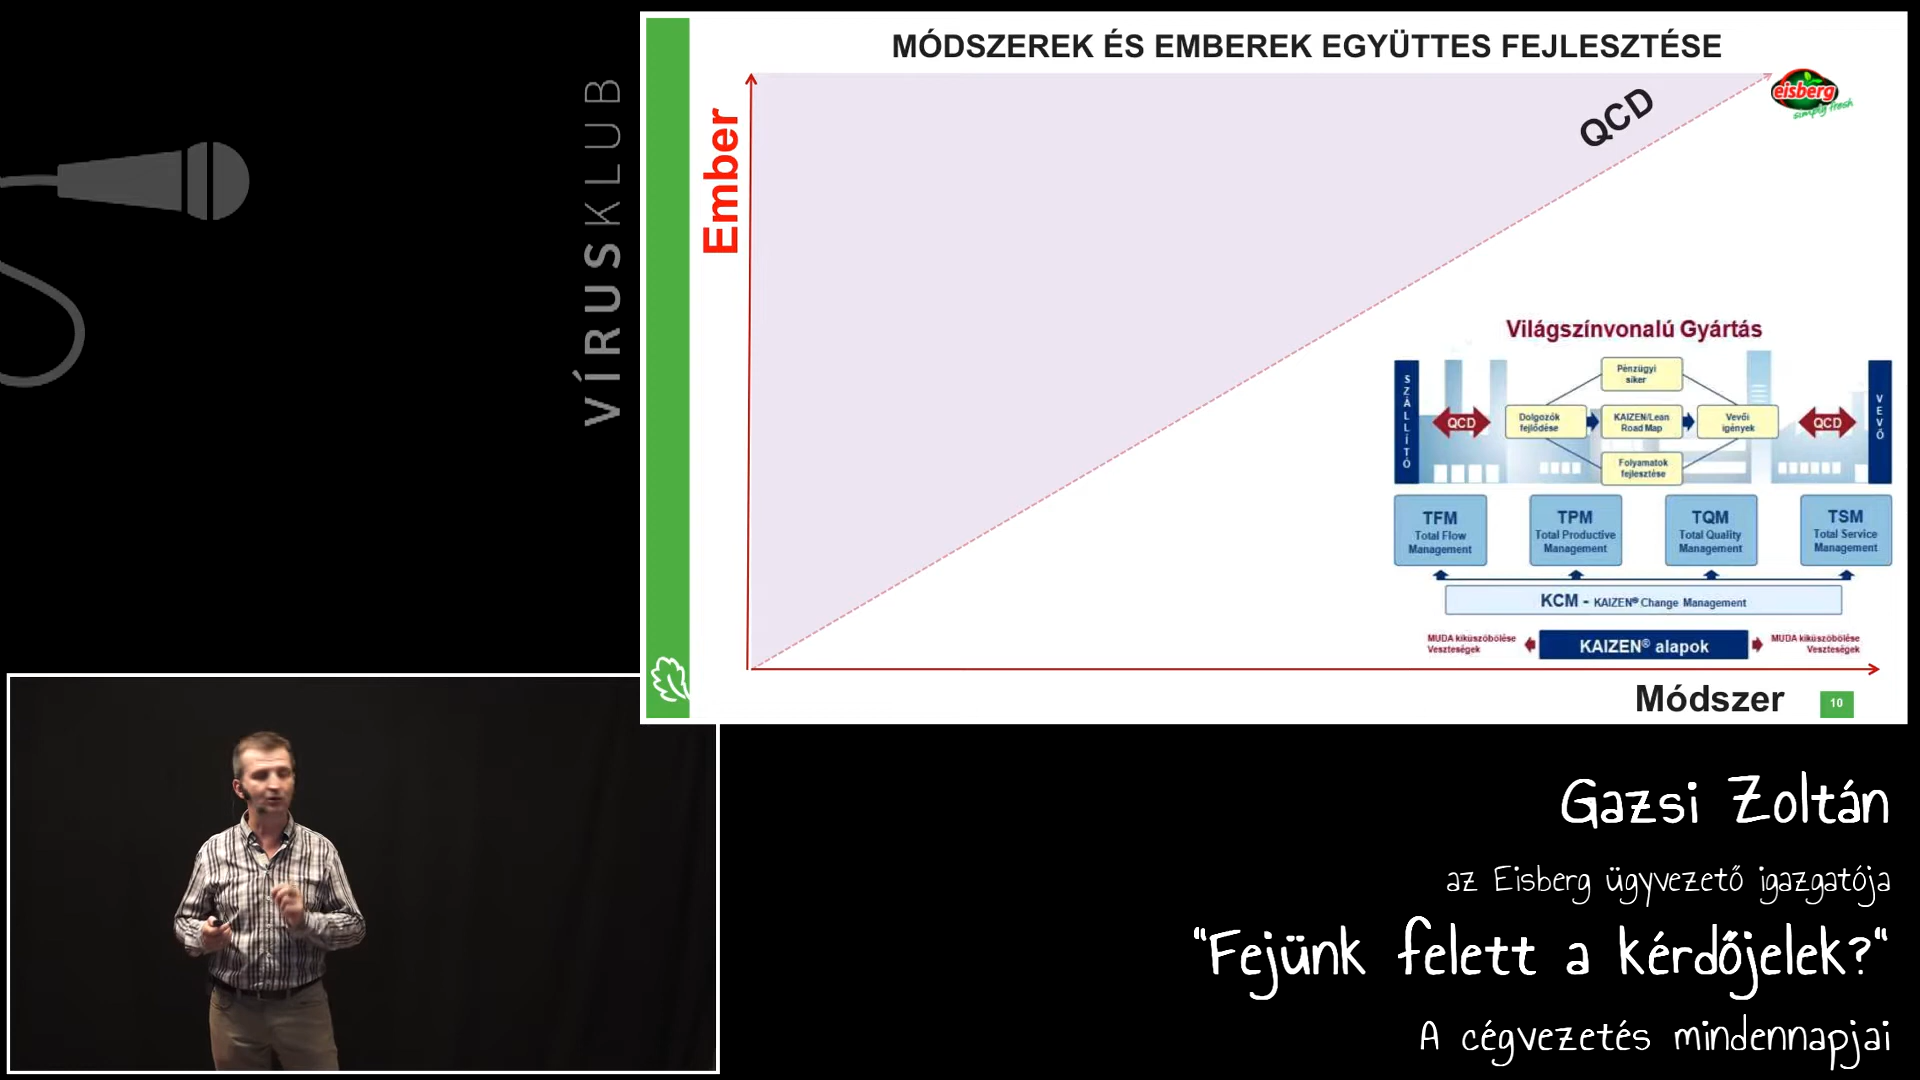 VÍRUSKLUB
MÓDSZEREK ÉS EMBEREK EGYÜTTES FEJLESZTÉSE
eisberg
simply fresh
Ember
QCD
Világszínvonalú Gyártás
SZÁLLÍTÓ
QCD
Pénzügyi
siker
Dolgozók
fejlődése
KAIZEN/Lean
Road Map
Vevői
igények
Folyamatok
fejlesztése
QCD
VEVŐ
TFM
Total Flow
Management
TPM
Total Productive
Management
TQM
Total Quality
Management
TSM
Total Service
Management
KCM - KAIZEN® Change Management
MUDA kiküszöbölése
Veszteségek
KAIZEN® alapok
MUDA kiküszöbölése
Veszteségek
Módszer
10
Gazsi Zoltán
az Eisberg ügyvezető igazgatója
"Fejünk felett a kérdőjelek?"
A cégvezetés mindennapjai